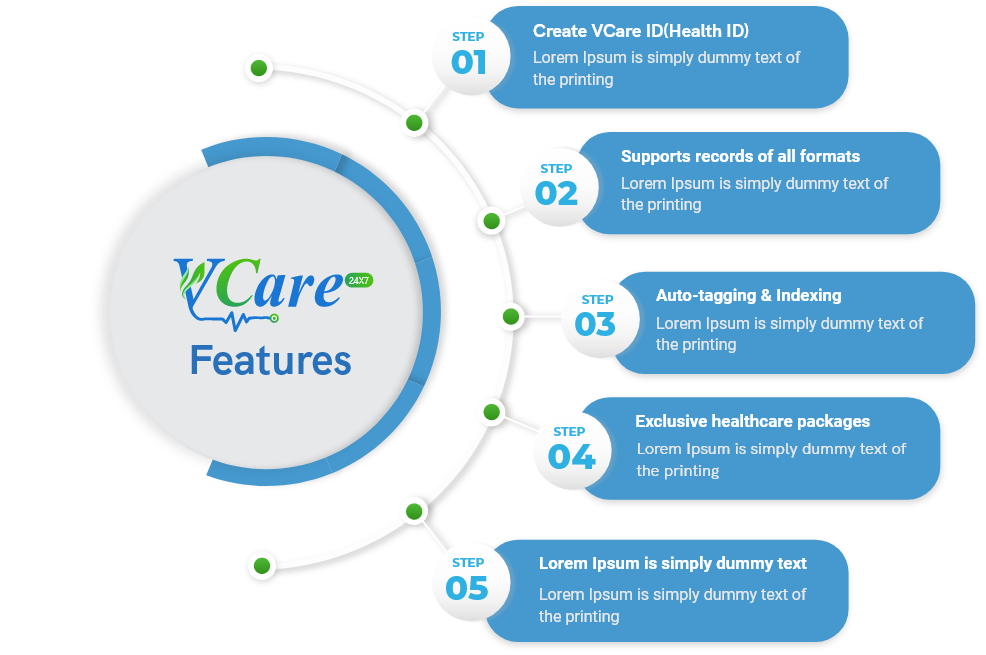 STEP
01
Create VCare ID(Health ID)
Lorem Ipsum is simply dummy text of
the printing
STEP
02
Supports records of all formats
Lorem Ipsum is simply dummy text of
the printing
VCare 24X7
Features
STEP
03
Auto-tagging & Indexing
Lorem Ipsum is simply dummy text of
the printing
STEP
04
Exclusive healthcare packages
Lorem Ipsum is simply dummy text of
the printing
STEP
05
Lorem Ipsum is simply dummy text
Lorem Ipsum is simply dummy text of
the printing